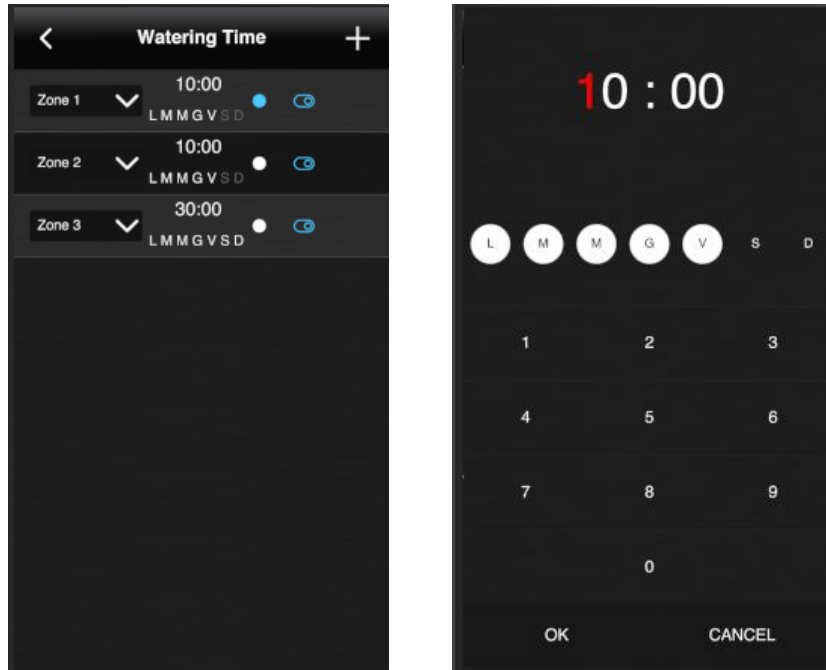 Watering Time
Zone 1
10:00
LMMGVSD
Zone 2
10:00
LMMGVSD
Zone 3
30:00
LMMGVSD
10 : 00
L M M G V S D
1 2 3
4 5 6
7 8 9
0
OK CANCEL